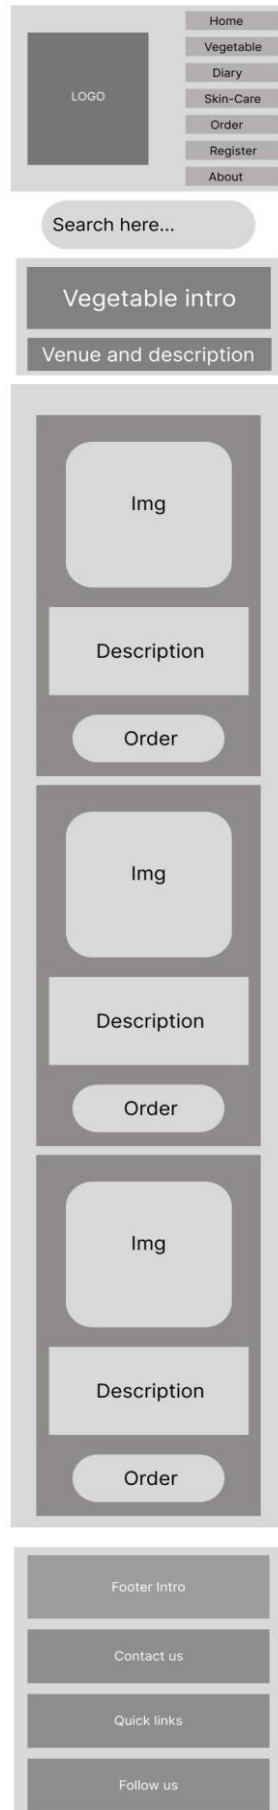 LOGO
Home
Vegetable
Diary
Skin-Care
Order
Register
About
Search here...
Vegetable intro
Venue and description
Img
Description
Order
Img
Description
Order
Img
Description
Order
Footer Intro
Contact us
Quick links
Follow us